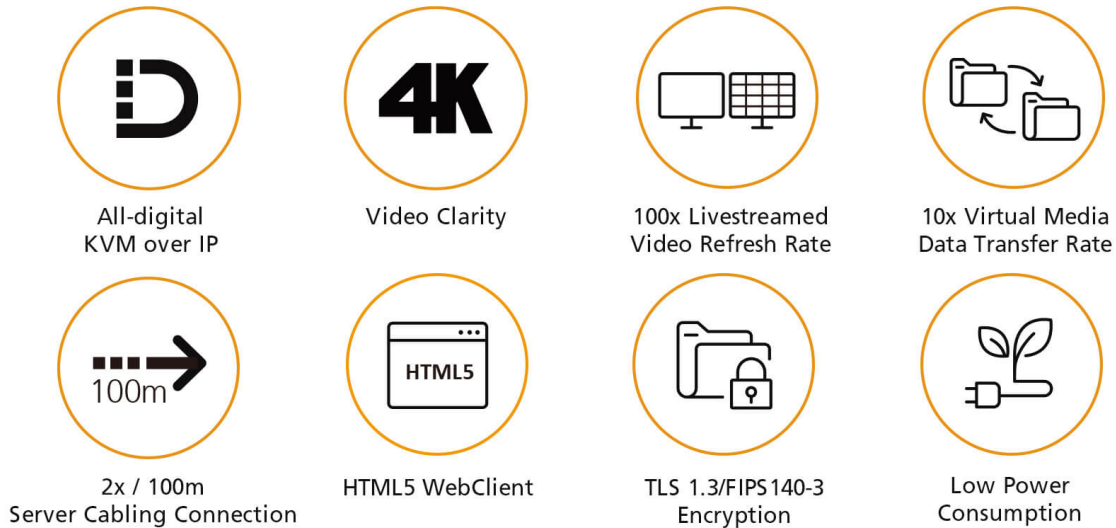 4K
All-digital
KVM over IP
Video Clarity
100x Livestreamed
Video Refresh Rate
10x Virtual Media
Data Transfer Rate
100m
HTML5
2x / 100m
Server Cabling Connection
HTML5 WebClient
TLS 1.3/FIPS140-3
Encryption
Low Power
Consumption